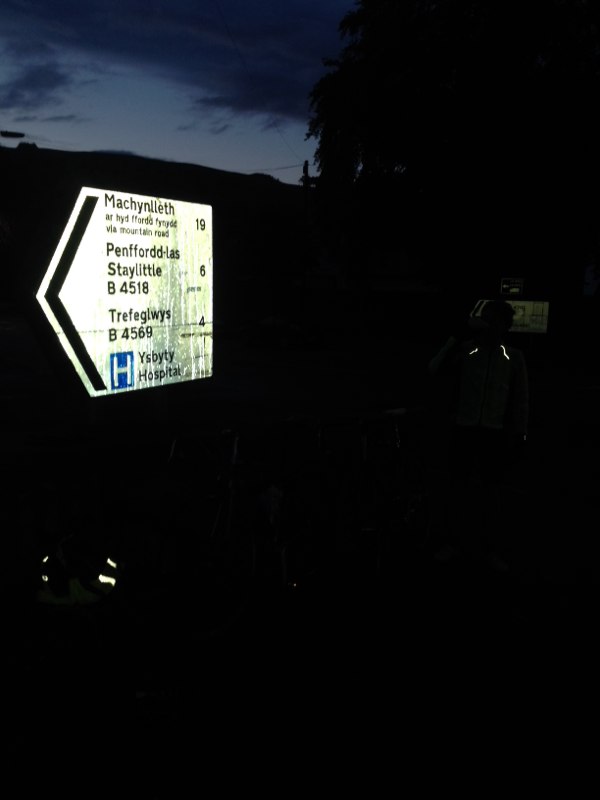 Machynlleth 19
ar hyd ffordd fynydd
via mountain road
Penffordd-las
Staylittle 6
B 4518
Trefeglwys 4
B 4569
H Ysbyty
Hospital